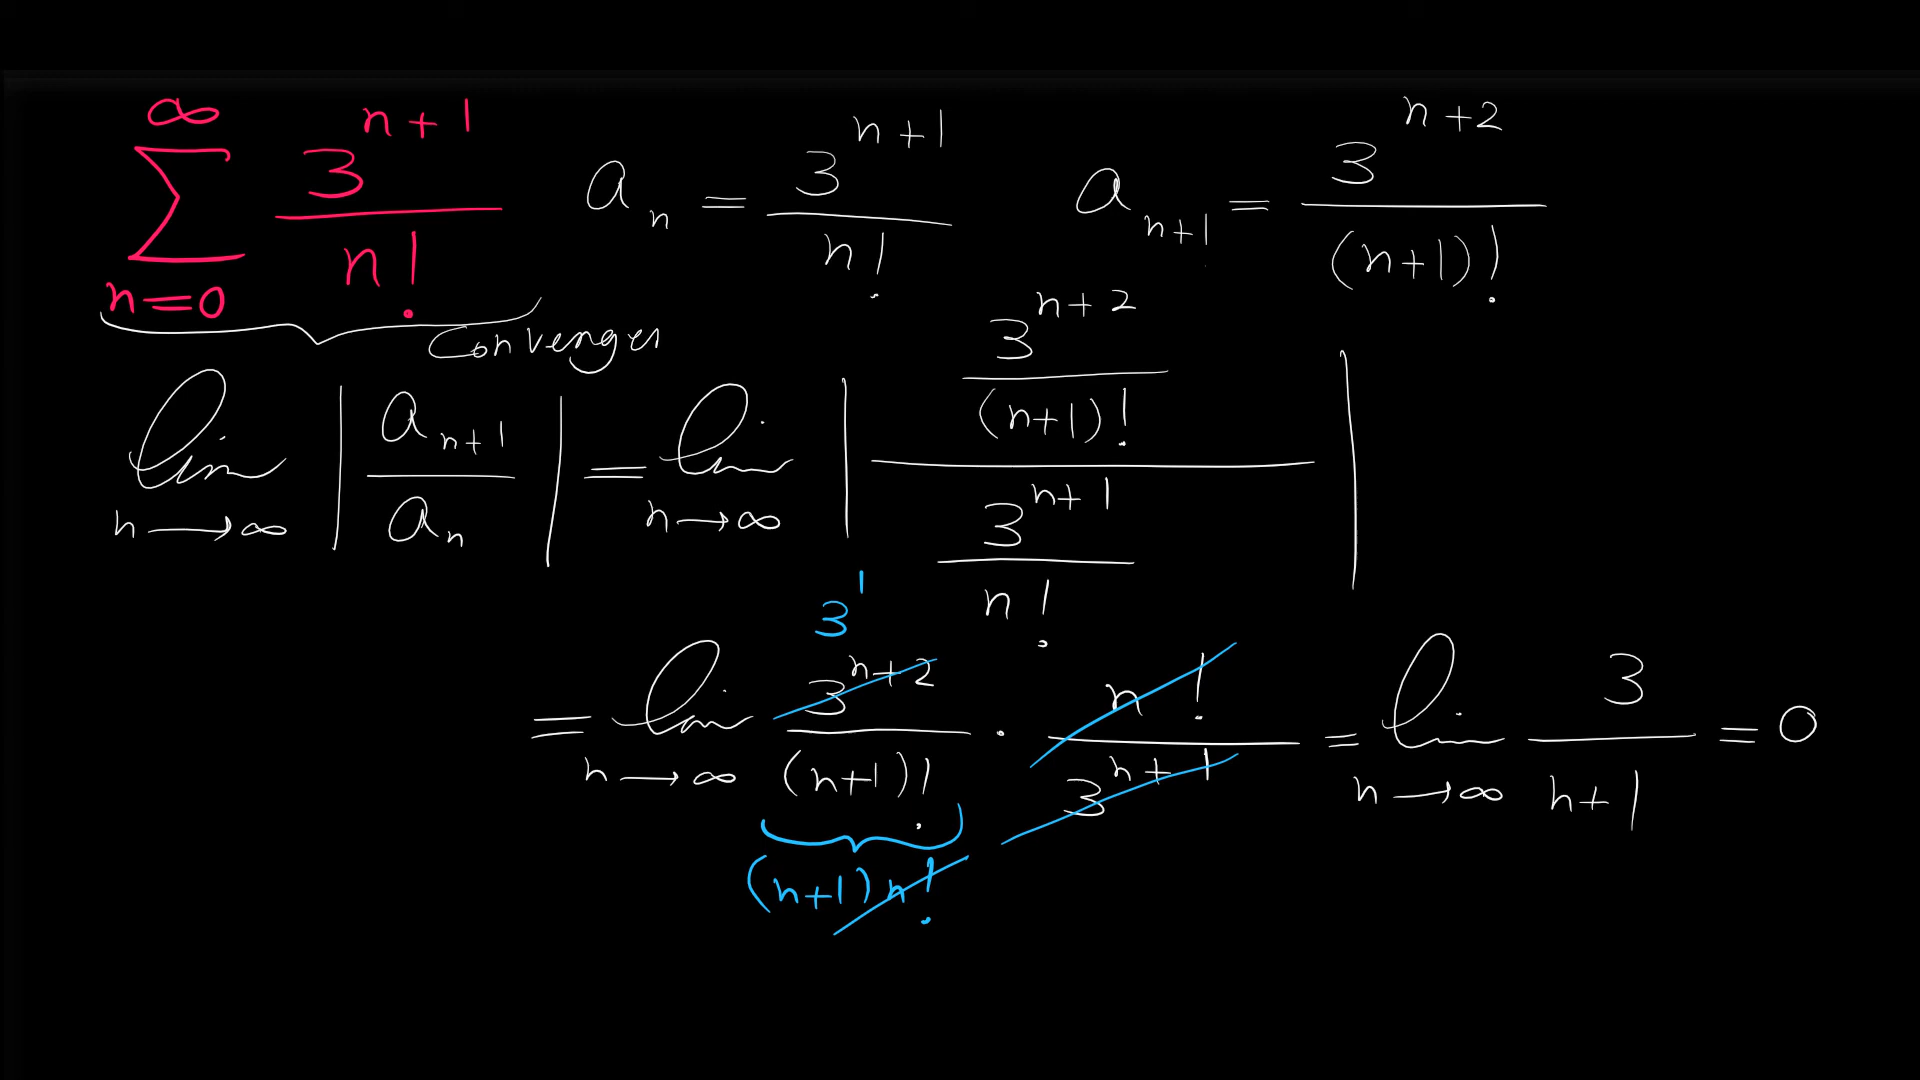 ∑_{n=0}^{∞} 3^{n+1}/n!   a_n = 3^{n+1}/n!   a_{n+1} = 3^{n+2}/(n+1)!
Converges
lim_{n→∞} |a_{n+1}/a_n| = lim_{n→∞} |(3^{n+2}/(n+1)!)/(3^{n+1}/n!)|
3^1
= lim_{n→∞} 3^{n+2}/(n+1)! · n!/3^{n+1} = lim_{n→∞} 3/(n+1) = 0
(n+1)n!